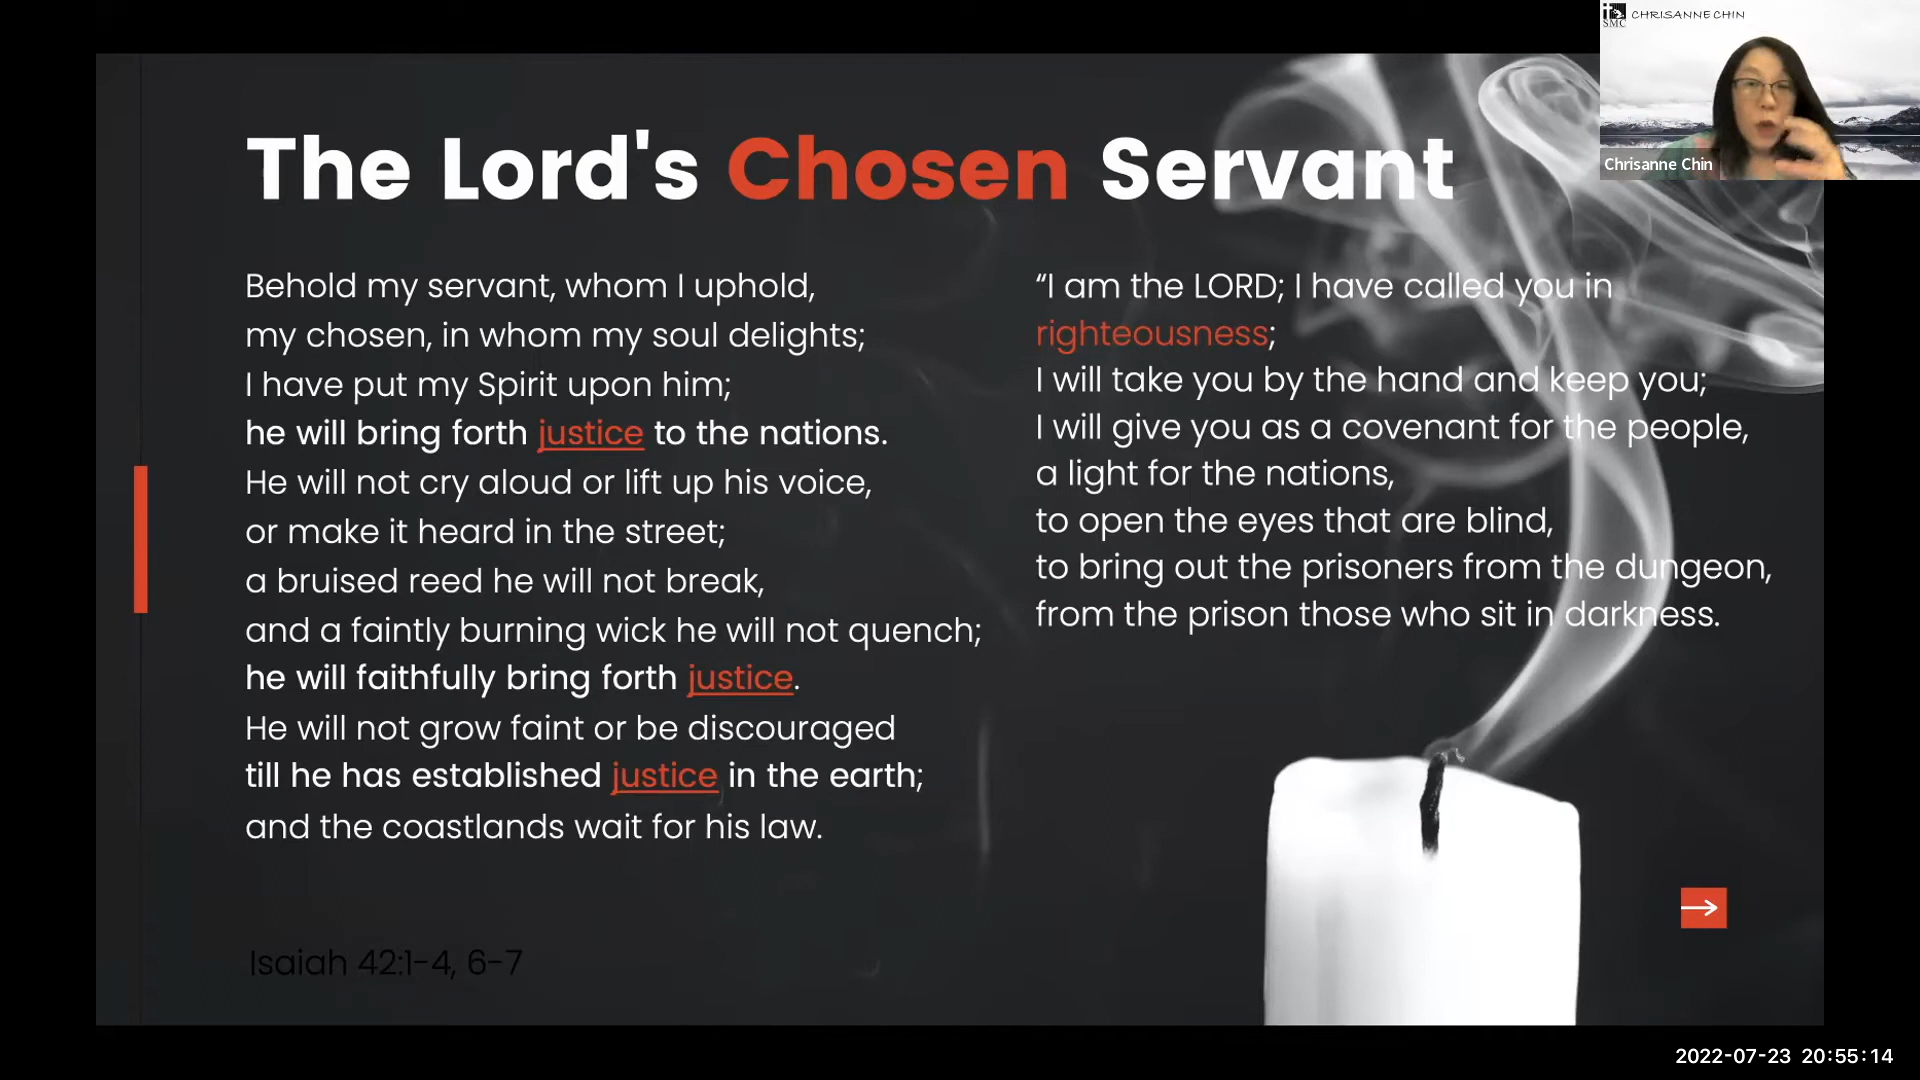 SMC
CHRISANNE CHIN
Chrisanne Chin
The Lord's Chosen Servant
Behold my servant, whom I uphold,
my chosen, in whom my soul delights;
I have put my Spirit upon him;
he will bring forth justice to the nations.
He will not cry aloud or lift up his voice,
or make it heard in the street;
a bruised reed he will not break,
and a faintly burning wick he will not quench;
he will faithfully bring forth justice.
He will not grow faint or be discouraged
till he has established justice in the earth;
and the coastlands wait for his law.
“I am the LORD; I have called you in
righteousness;
I will take you by the hand and keep you;
I will give you as a covenant for the people,
a light for the nations,
to open the eyes that are blind,
to bring out the prisoners from the dungeon,
from the prison those who sit in darkness.
Isaiah 42:1-4, 6-7
2022-07-23 20:55:14